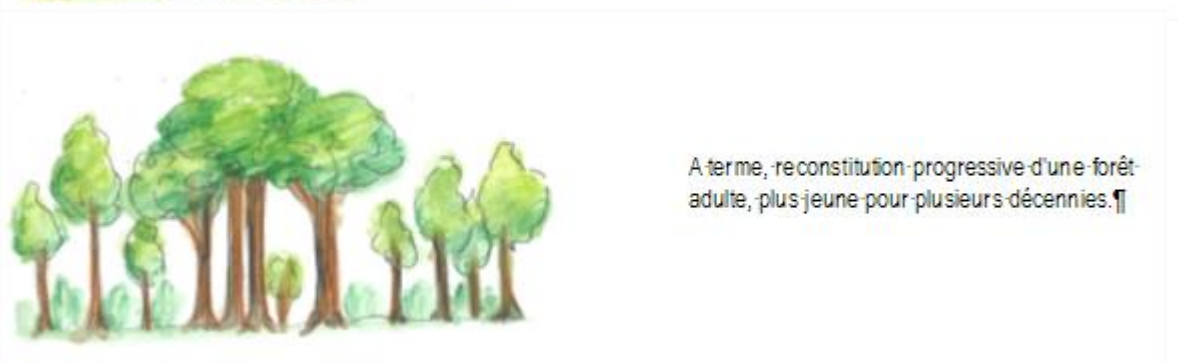 A terme, reconstitution progressive d'une forêt
adulte, plus jeune pour plusieurs décennies.¶